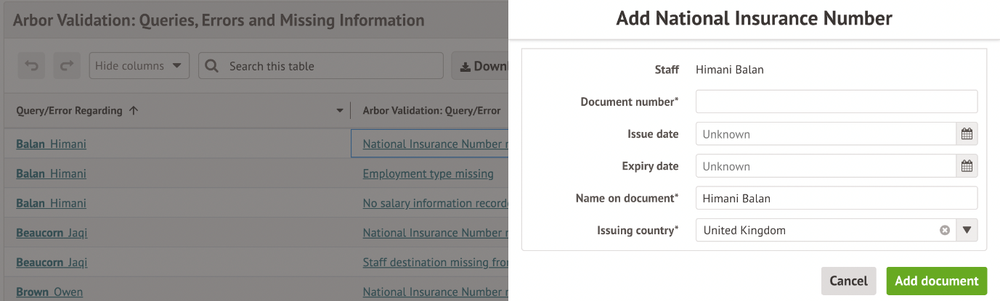 Arbor Validation: Queries, Errors and Missing Information
Hide columns
Search this table
Query/Error Regarding
Arbor Validation: Query/Error
Balan Himani
National Insurance Number
Balan Himani
Employment type missing
Balan Himani
No salary information
Beaucorn Jaqi
National Insurance Number
Beaucorn Jaqi
Staff destination missing
Brown Owen
National Insurance Number
Add National Insurance Number
Staff Himani Balan
Document number*
Issue date Unknown
Expiry date Unknown
Name on document* Himani Balan
Issuing country* United Kingdom
Cancel Add document